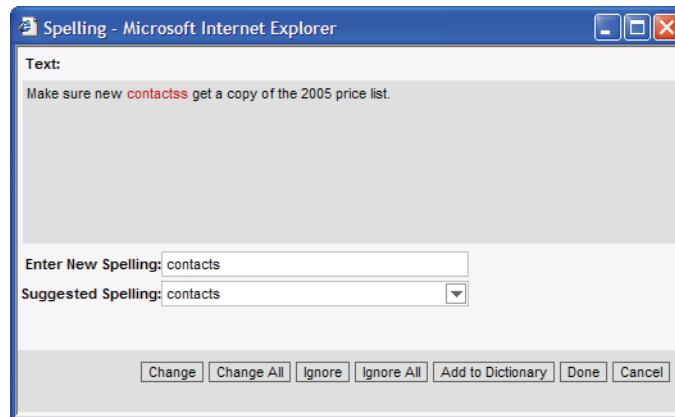 Spelling - Microsoft Internet Explorer
Text:
Make sure new contactss get a copy of the 2005 price list.
Enter New Spelling: contacts
Suggested Spelling: contacts
Change Change All Ignore Ignore All Add to Dictionary Done Cancel